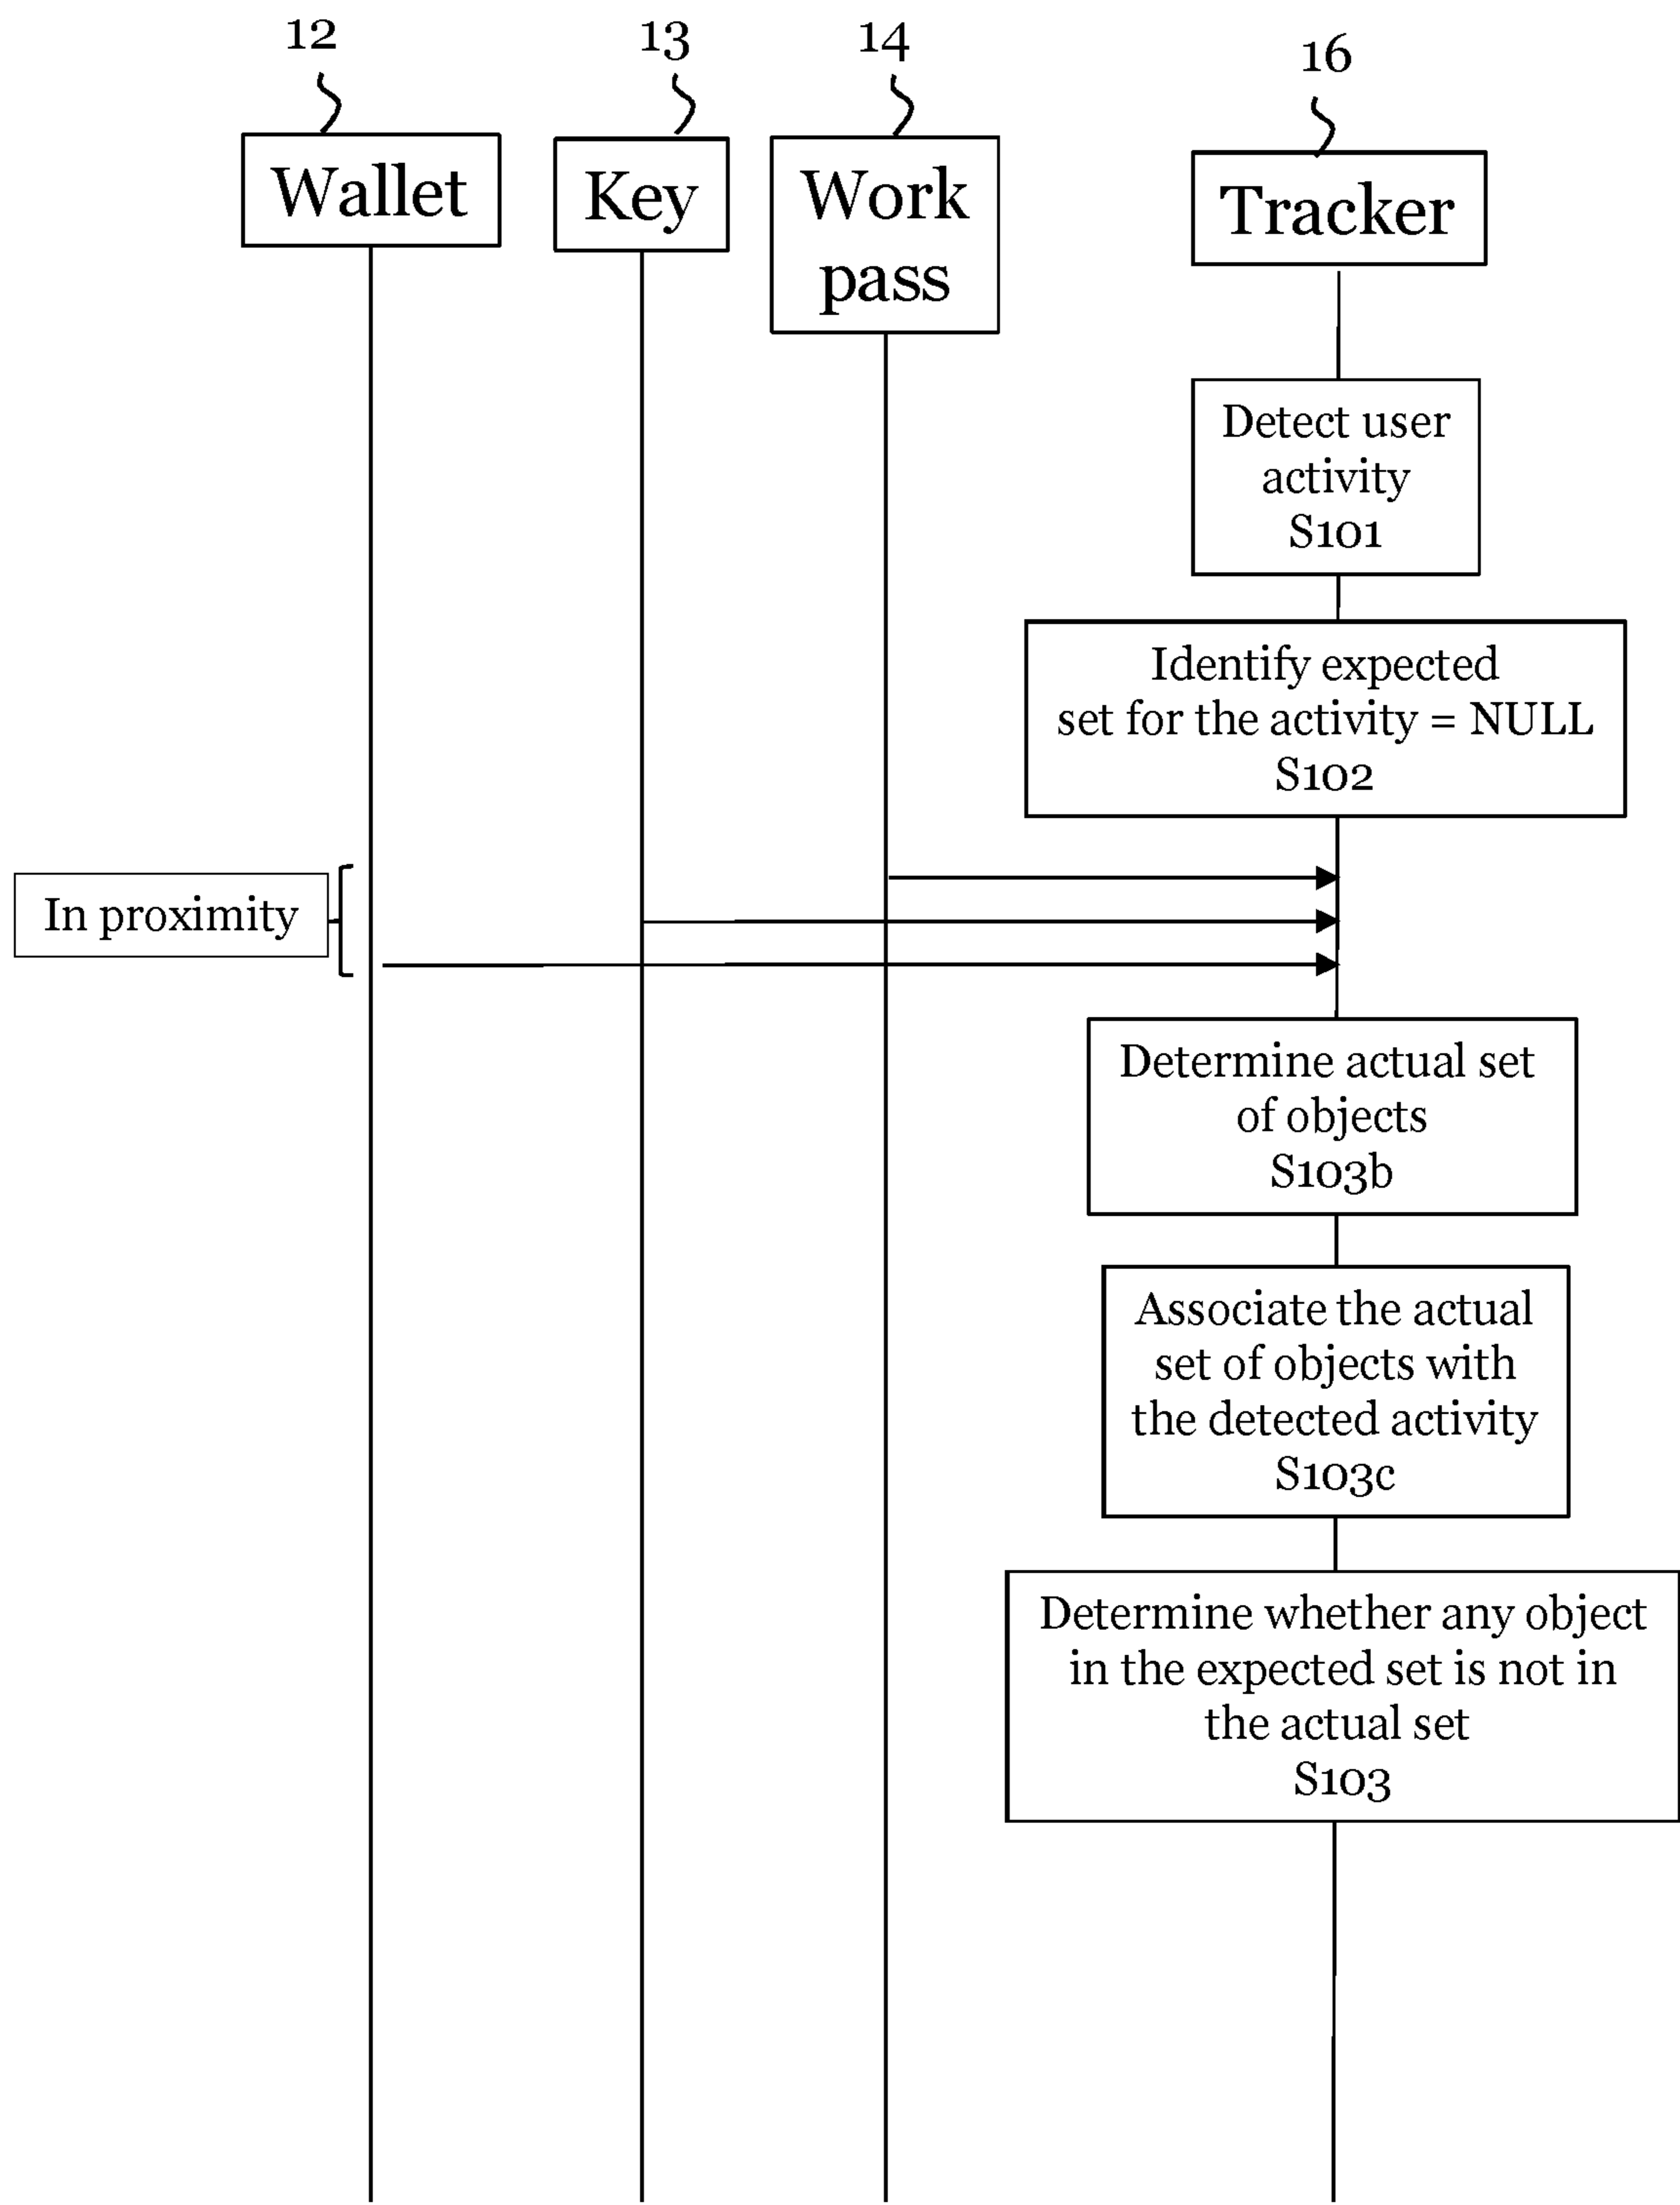 12
13
14
16
Wallet
Key
Work
pass
Tracker
Detect user
activity
S101
Identify expected
set for the activity = NULL
S102
In proximity
Determine actual set
of objects
S103b
Associate the actual
set of objects with
the detected activity
S103c
Determine whether any object
in the expected set is not in
the actual set
S103